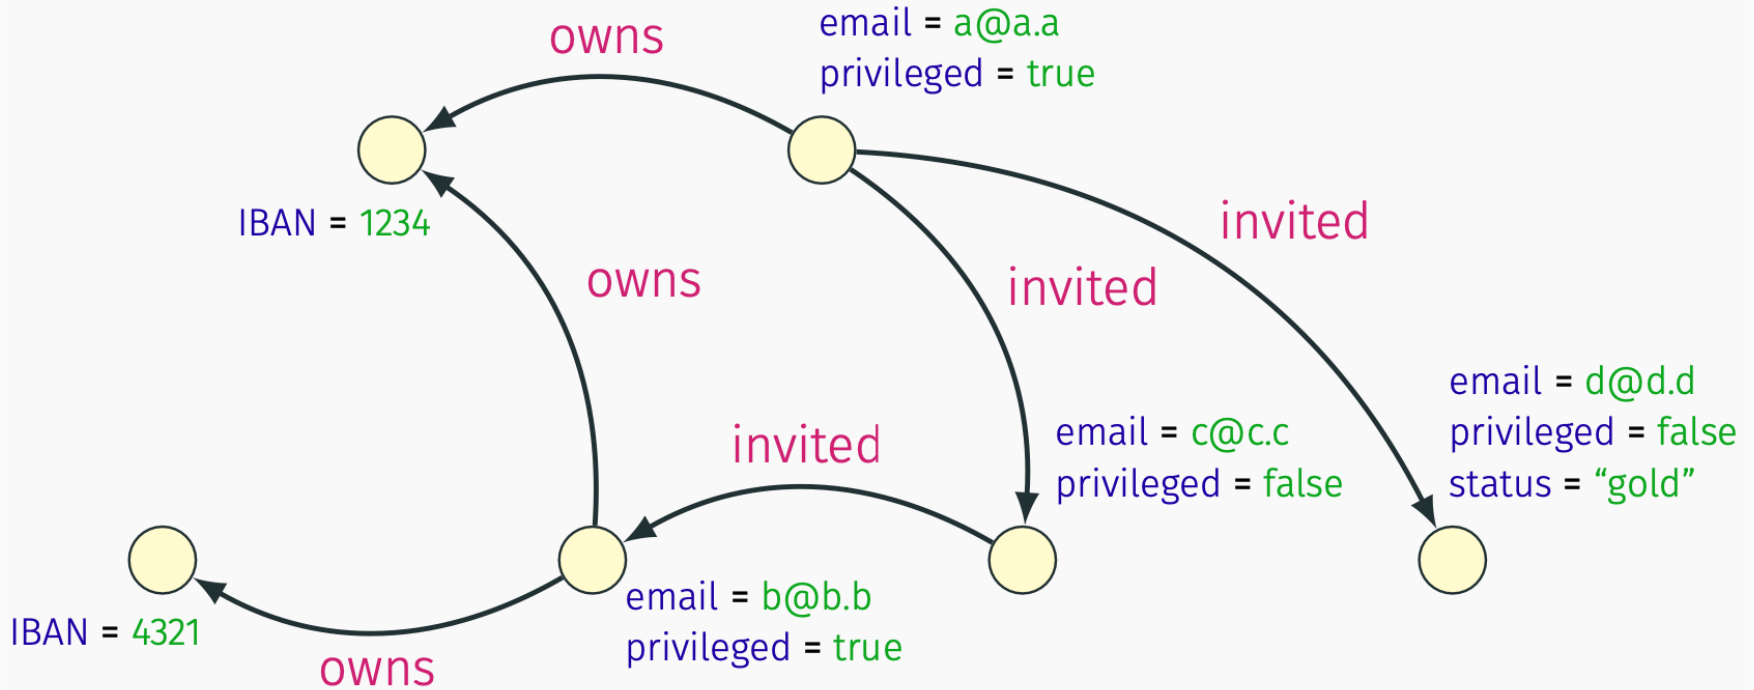 owns
email = a@a.a
privileged = true
IBAN = 1234
invited
owns
invited
email = d@d.d
privileged = false
status = “gold”
invited
email = c@c.c
privileged = false
email = b@b.b
privileged = true
IBAN = 4321
owns